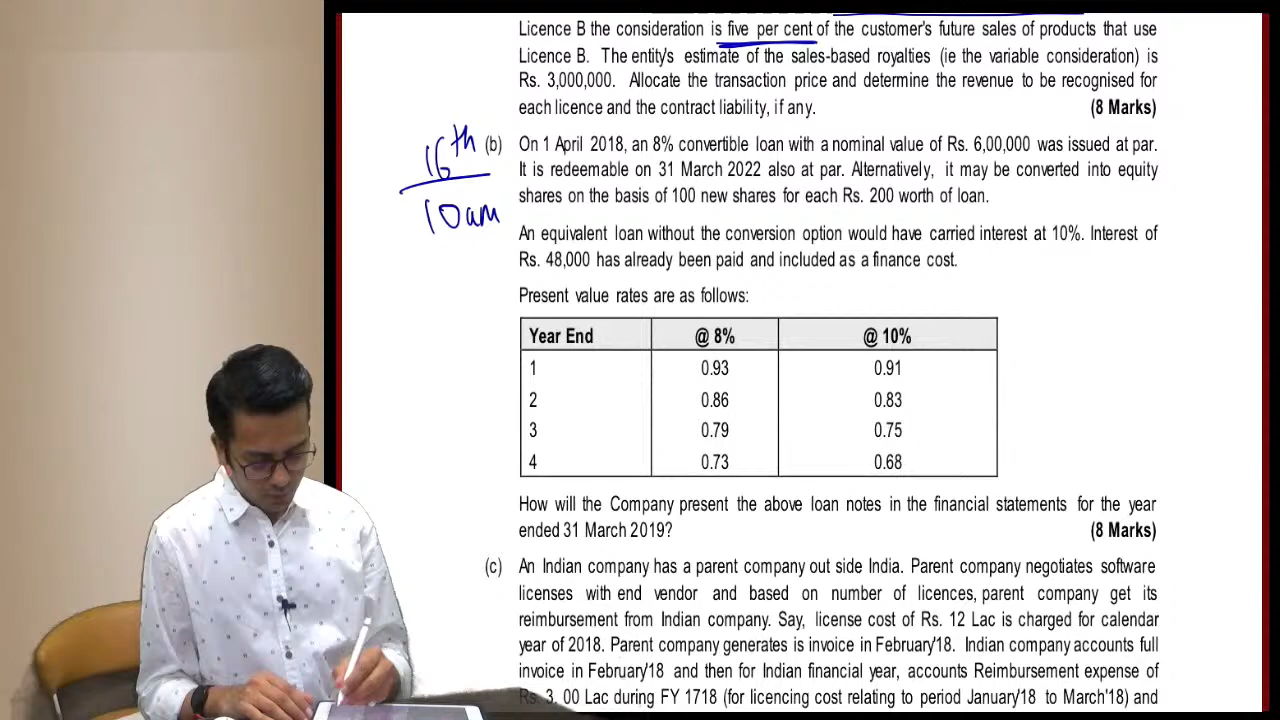 Licence B the consideration is five per cent of the customer's future sales of products that use
Licence B. The entity's estimate of the sales-based royalties (ie the variable consideration) is
Rs. 3,000,000. Allocate the transaction price and determine the revenue to be recognised for
each licence and the contract liability, if any. (8 Marks)
16th
10am
(b) On 1 April 2018, an 8% convertible loan with a nominal value of Rs. 6,00,000 was issued at par.
It is redeemable on 31 March 2022 also at par. Alternatively, it may be converted into equity
shares on the basis of 100 new shares for each Rs. 200 worth of loan.
An equivalent loan without the conversion option would have carried interest at 10%. Interest of
Rs. 48,000 has already been paid and included as a finance cost.
Present value rates are as follows:
Year End @ 8% @ 10%
1 0.93 0.91
2 0.86 0.83
3 0.79 0.75
4 0.73 0.68
How will the Company present the above loan notes in the financial statements for the year
ended 31 March 2019? (8 Marks)
(c) An Indian company has a parent company out side India. Parent company negotiates software
licenses with end vendor and based on number of licences, parent company get its
reimbursement from Indian company. Say, license cost of Rs. 12 Lac is charged for calendar
year of 2018. Parent company generates is invoice in February'18. Indian company accounts full
invoice in February'18 and then for Indian financial year, accounts Reimbursement expense of
Rs. 3. 00 Lac during FY 1718 (for licencing cost relating to period January'18 to March'18) and